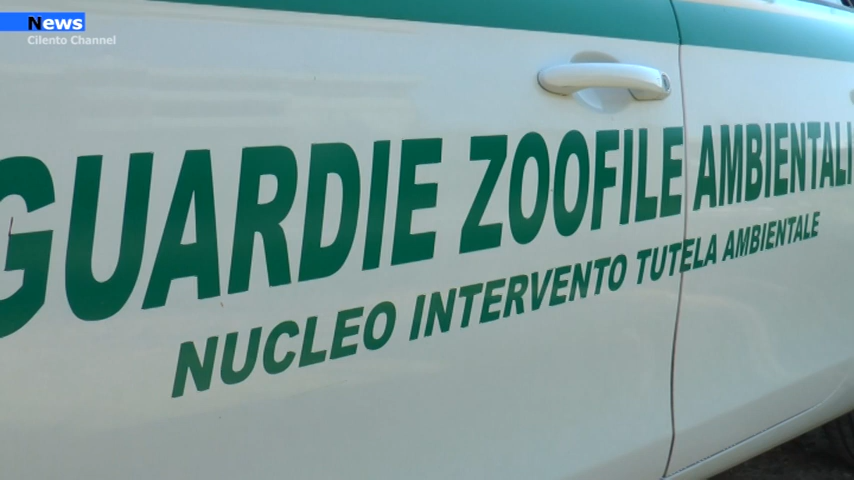 News
Cilento Channel
GUARDIE ZOOFILE AMBIENTALI
NUCLEO INTERVENTO TUTELA AMBIENTALE